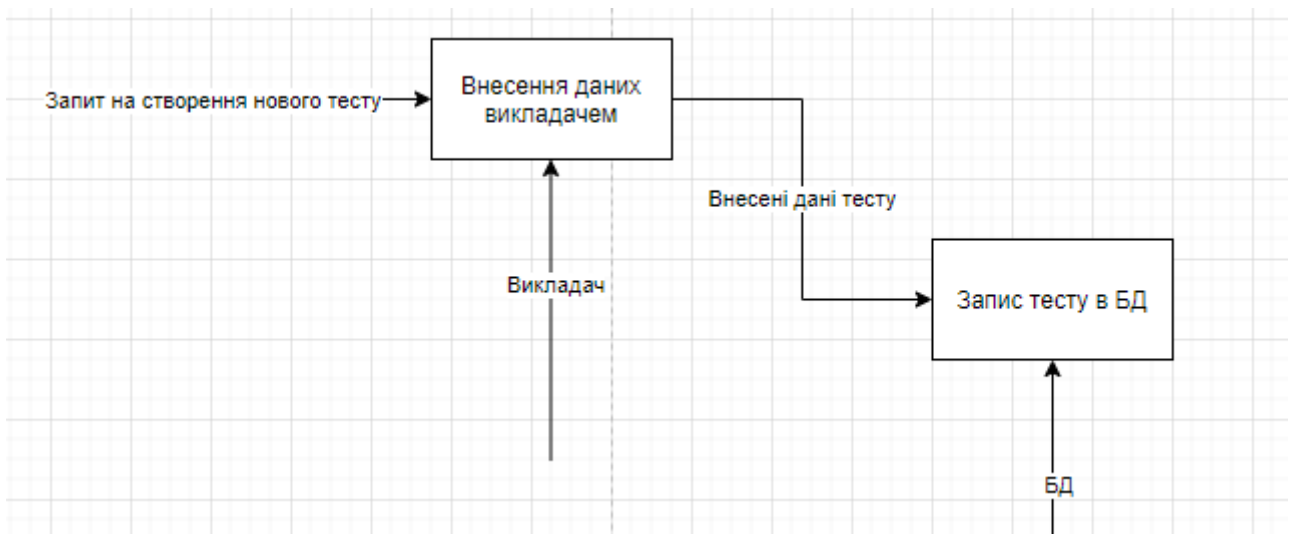 Внесення даних
викладачем
Запит на створення нового тесту
Внесені дані тесту
Викладач
Запис тесту в БД
БД